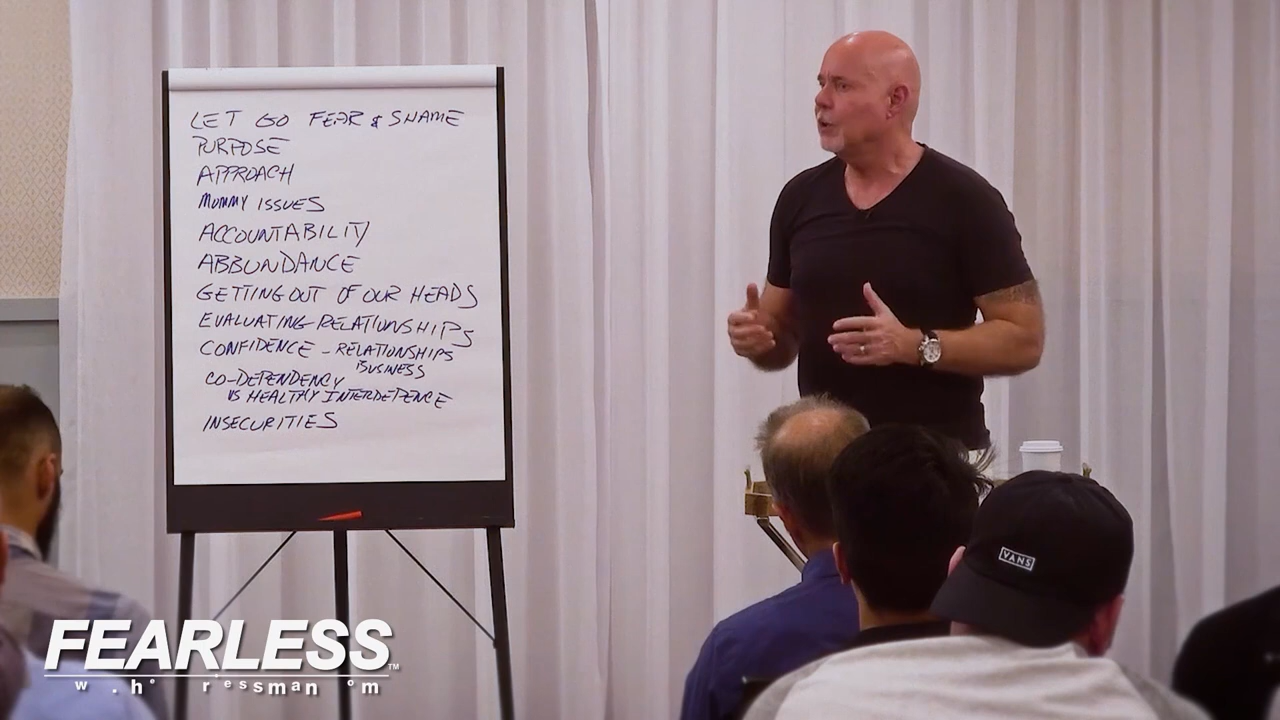 LET GO FEAR & SHAME
PURPOSE
APPROACH
MOMMY ISSUES
ACCOUNTABILITY
ABBUNDANCE
GETTING OUT OF OUR HEADS
EVALUATING RELATIONSHIPS
CONFIDENCE - RELATIONSHIPS
BUSINESS
CO-DEPENDENCY
VS HEALTHY INTERDEPENCE
INSECURITIES
VANS
FEARLESS™